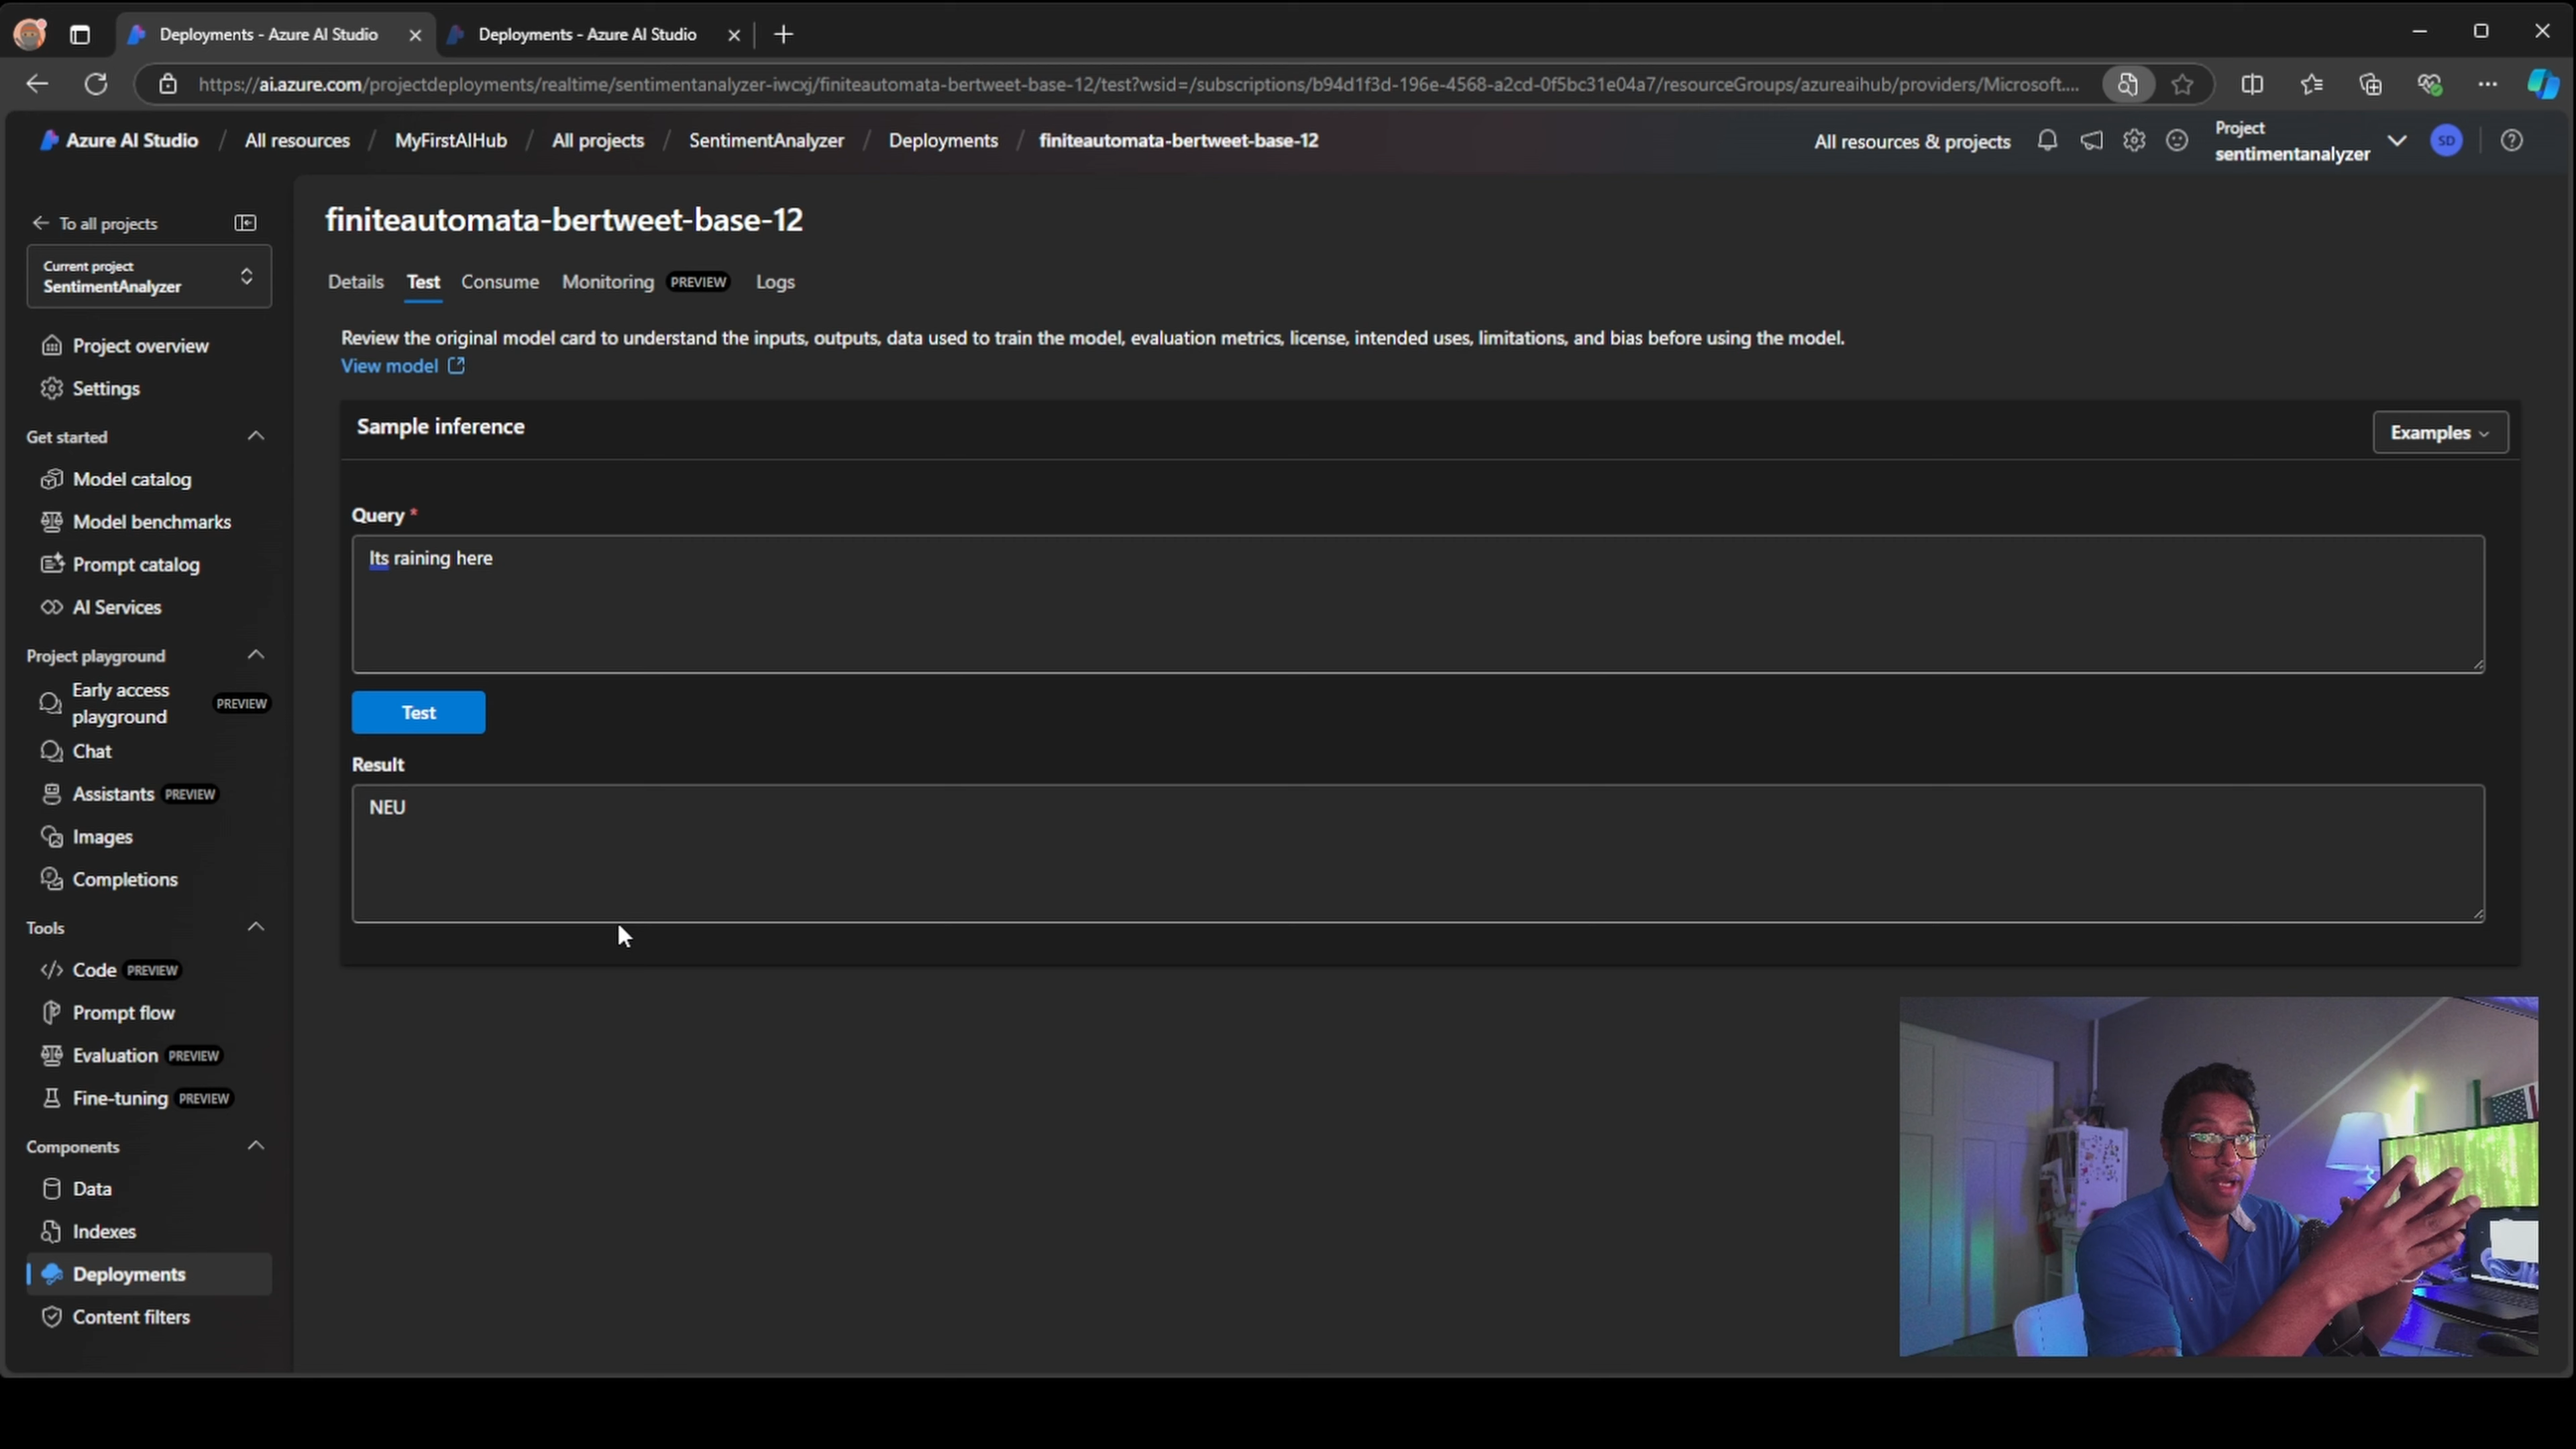 Deployments - Azure AI Studio
Deployments - Azure AI Studio
https://ai.azure.com/projectdeployments/realtime/sentimentanalyzer-iwcxj/finiteautomata-bertweet-base-12/test?wsid=/subscriptions/b94d1f3d-196e-4568-a2cd-0f5bc31e04a7/resourceGroups/azureaihub/providers/Microsoft....
Azure AI Studio / All resources / MyFirstAIHub / All projects / SentimentAnalyzer / Deployments / finiteautomata-bertweet-base-12
All resources & projects
Project
sentimentanalyzer
SD
To all projects
Current project
SentimentAnalyzer
Project overview
Settings
Get started
Model catalog
Model benchmarks
Prompt catalog
AI Services
Project playground
Early access
playground
PREVIEW
Chat
Assistants PREVIEW
Images
Completions
Tools
Code PREVIEW
Prompt flow
Evaluation PREVIEW
Fine-tuning PREVIEW
Components
Data
Indexes
Deployments
Content filters
finiteautomata-bertweet-base-12
Details Test Consume Monitoring PREVIEW Logs
Review the original model card to understand the inputs, outputs, data used to train the model, evaluation metrics, license, intended uses, limitations, and bias before using the model.
View model
Sample inference
Examples
Query *
Its raining here
Test
Result
NEU